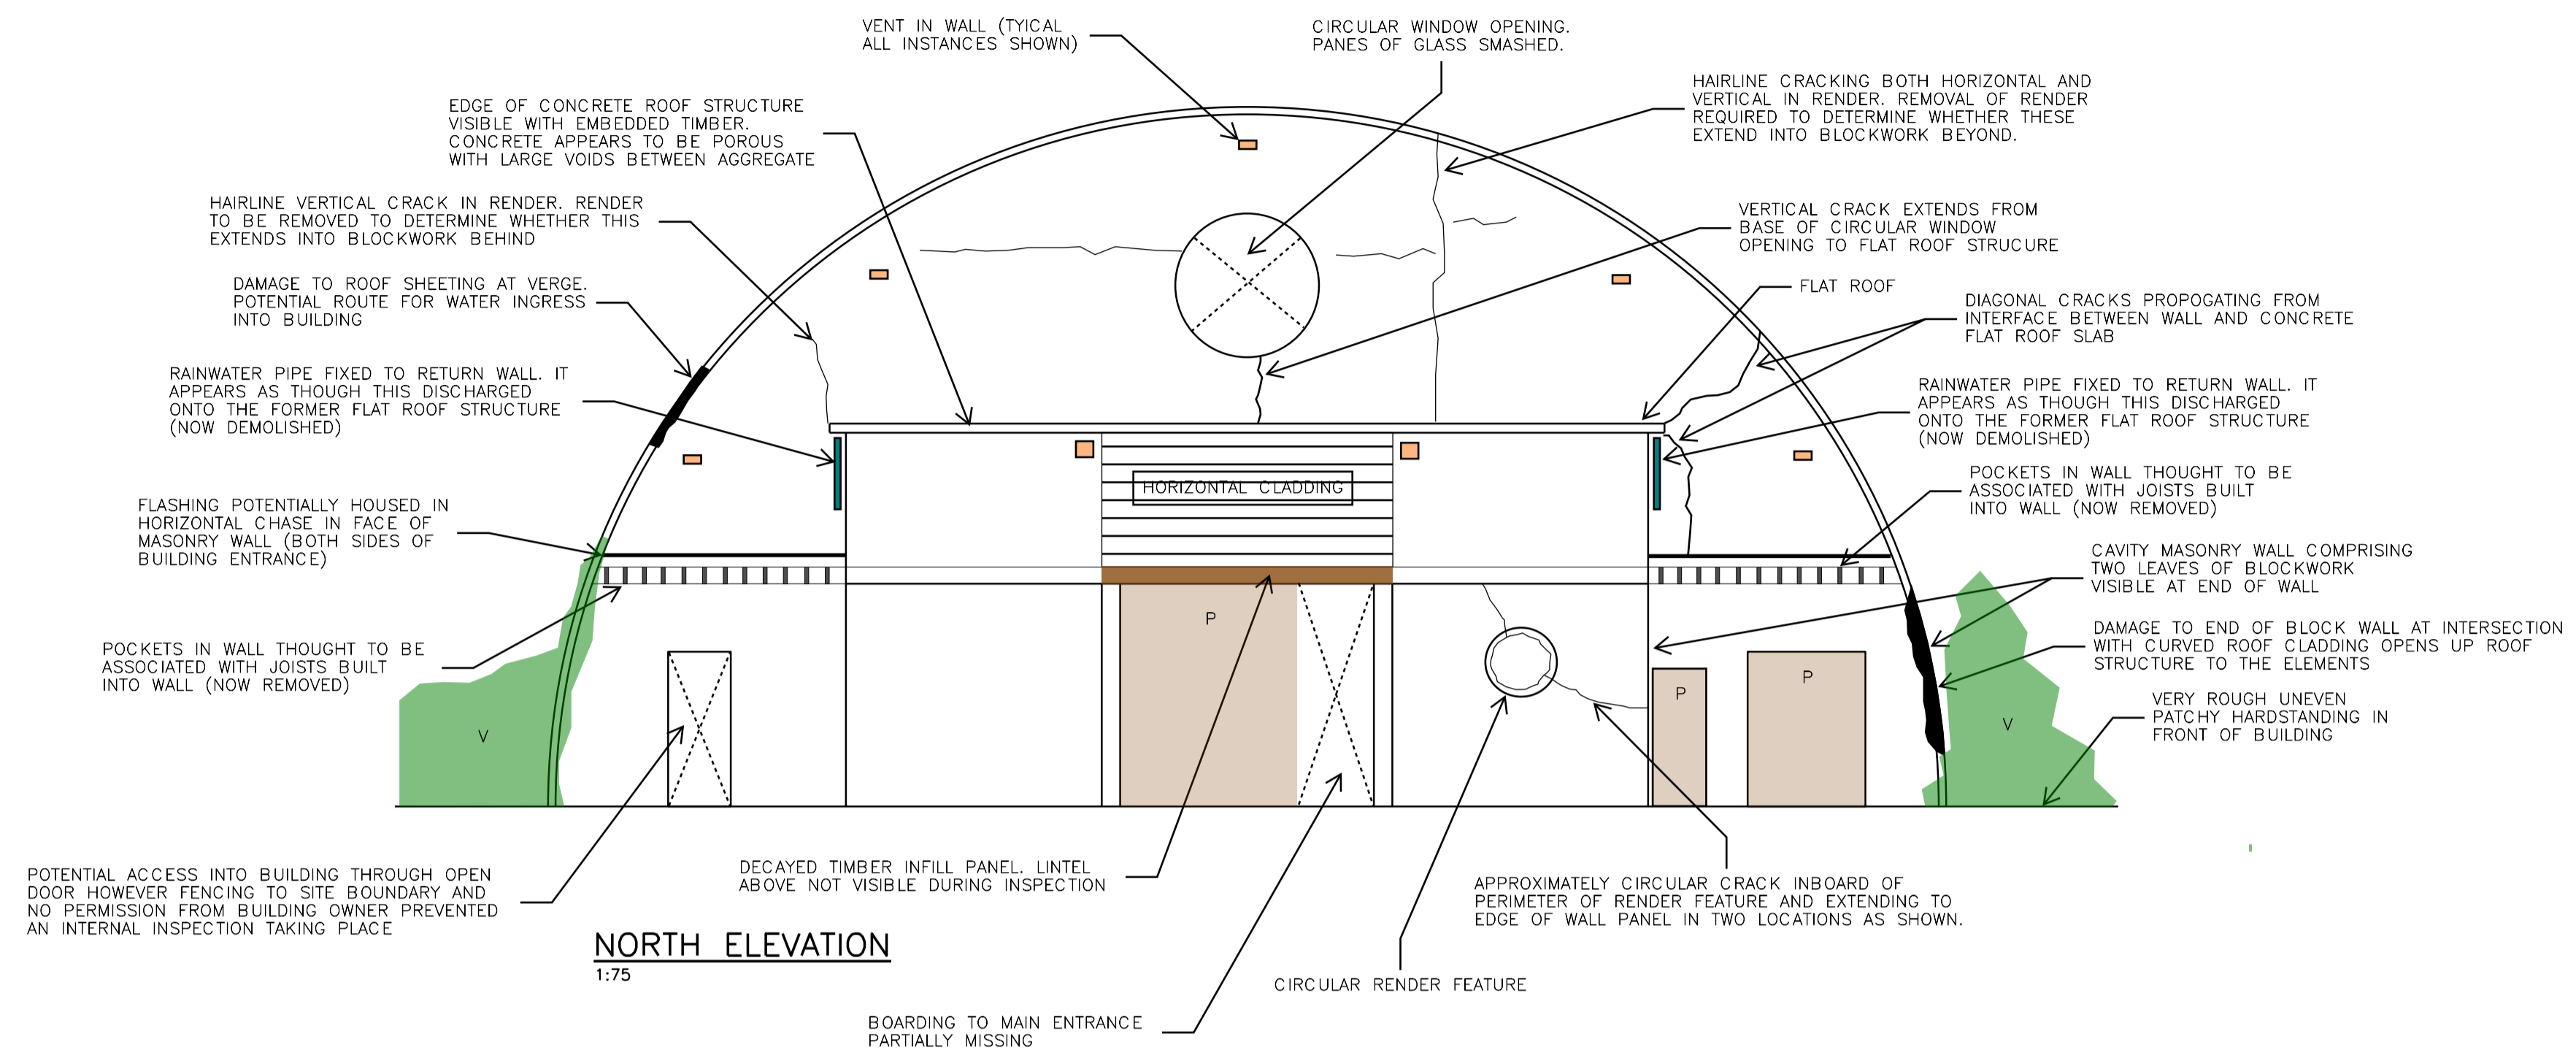 VENT IN WALL (TYICAL
ALL INSTANCES SHOWN)
CIRCULAR WINDOW OPENING.
PANES OF GLASS SMASHED.
HAIRLINE CRACKING BOTH HORIZONTAL AND
VERTICAL IN RENDER. REMOVAL OF RENDER
REQUIRED TO DETERMINE WHETHER THESE
EXTEND INTO BLOCKWORK BEYOND.
EDGE OF CONCRETE ROOF STRUCTURE
VISIBLE WITH EMBEDDED TIMBER.
CONCRETE APPEARS TO BE POROUS
WITH LARGE VOIDS BETWEEN AGGREGATE
HAIRLINE VERTICAL CRACK IN RENDER. RENDER
TO BE REMOVED TO DETERMINE WHETHER THIS
EXTENDS INTO BLOCKWORK BEHIND
VERTICAL CRACK EXTENDS FROM
BASE OF CIRCULAR WINDOW
OPENING TO FLAT ROOF STRUCURE
DAMAGE TO ROOF SHEETING AT VERGE.
POTENTIAL ROUTE FOR WATER INGRESS
INTO BUILDING
FLAT ROOF
DIAGONAL CRACKS PROPOGATING FROM
INTERFACE BETWEEN WALL AND CONCRETE
FLAT ROOF SLAB
RAINWATER PIPE FIXED TO RETURN WALL. IT
APPEARS AS THOUGH THIS DISCHARGED
ONTO THE FORMER FLAT ROOF STRUCTURE
(NOW DEMOLISHED)
RAINWATER PIPE FIXED TO RETURN WALL. IT
APPEARS AS THOUGH THIS DISCHARGED
ONTO THE FORMER FLAT ROOF STRUCTURE
(NOW DEMOLISHED)
POCKETS IN WALL THOUGHT TO BE
ASSOCIATED WITH JOISTS BUILT
INTO WALL (NOW REMOVED)
HORIZONTAL CLADDING
FLASHING POTENTIALLY HOUSED IN
HORIZONTAL CHASE IN FACE OF
MASONRY WALL (BOTH SIDES OF
BUILDING ENTRANCE)
CAVITY MASONRY WALL COMPRISING
TWO LEAVES OF BLOCKWORK
VISIBLE AT END OF WALL
P
DAMAGE TO END OF BLOCK WALL AT INTERSECTION
WITH CURVED ROOF CLADDING OPENS UP ROOF
STRUCTURE TO THE ELEMENTS
POCKETS IN WALL THOUGHT TO BE
ASSOCIATED WITH JOISTS BUILT
INTO WALL (NOW REMOVED)
P
P
VERY ROUGH UNEVEN
PATCHY HARDSTANDING IN
FRONT OF BUILDING
V
V
POTENTIAL ACCESS INTO BUILDING THROUGH OPEN
DOOR HOWEVER FENCING TO SITE BOUNDARY AND
NO PERMISSION FROM BUILDING OWNER PREVENTED
AN INTERNAL INSPECTION TAKING PLACE
DECAYED TIMBER INFILL PANEL. LINTEL
ABOVE NOT VISIBLE DURING INSPECTION
APPROXIMATELY CIRCULAR CRACK INBOARD OF
PERIMETER OF RENDER FEATURE AND EXTENDING TO
EDGE OF WALL PANEL IN TWO LOCATIONS AS SHOWN.
NORTH ELEVATION
1:75
CIRCULAR RENDER FEATURE
BOARDING TO MAIN ENTRANCE
PARTIALLY MISSING